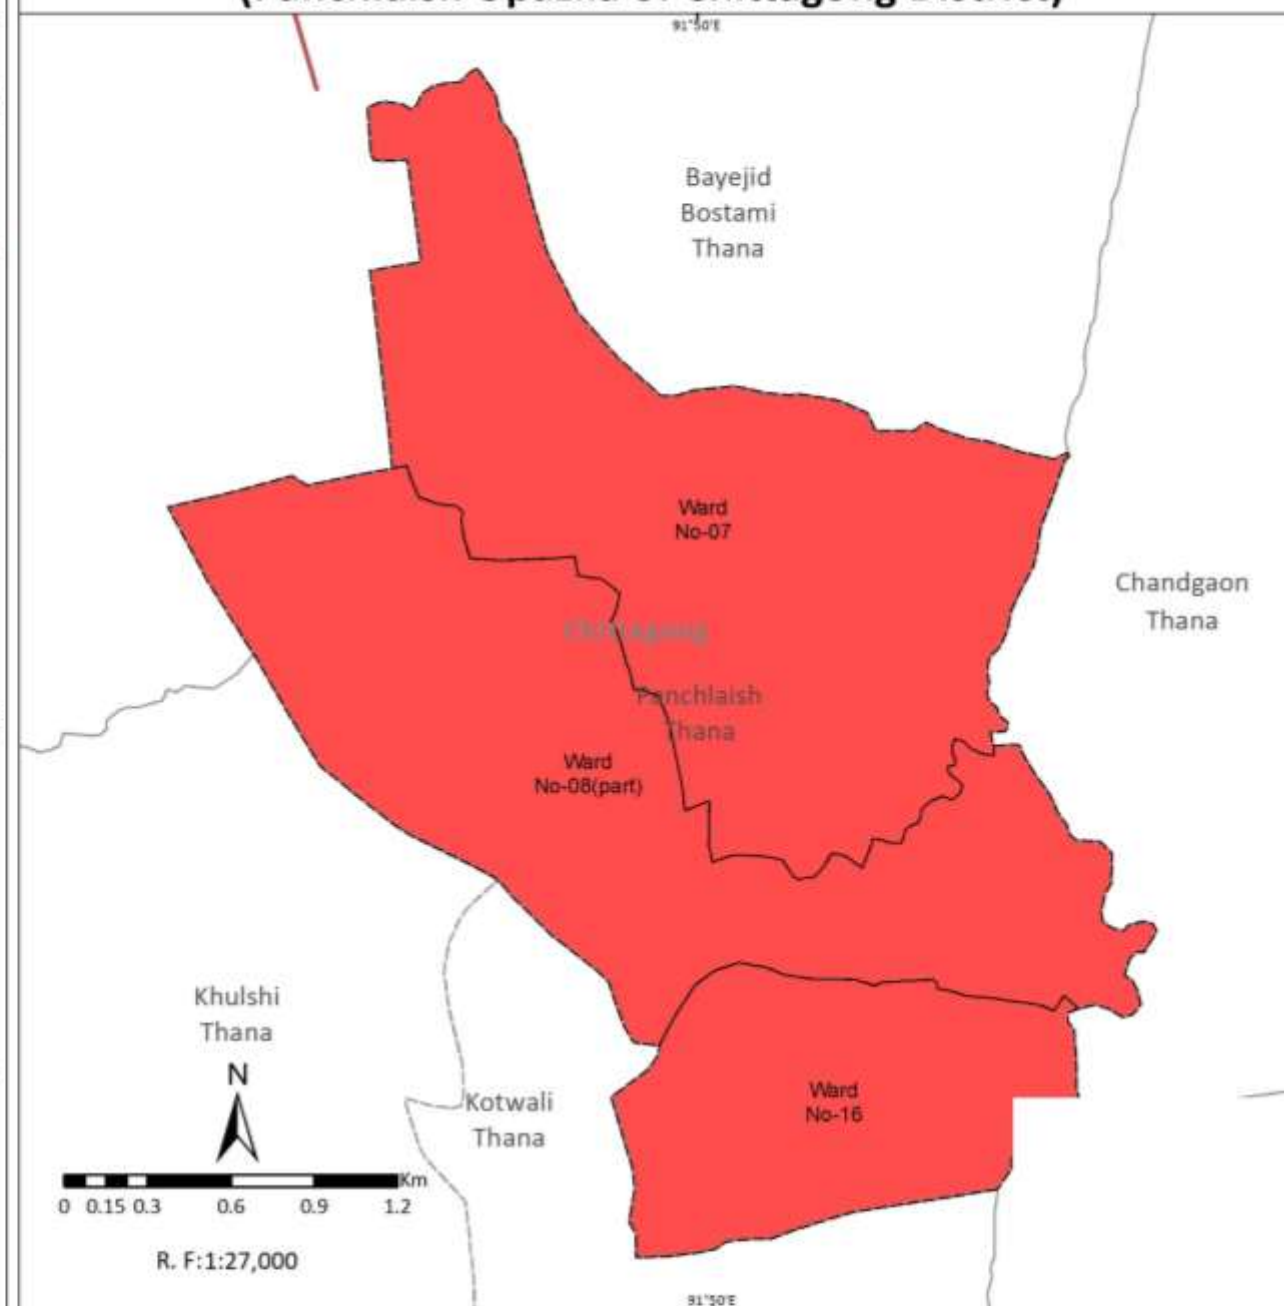 91°50'E
Bayejid
Bostami
Thana
Ward
No-07
Chandgaon
Thana
Chittagong
Panchlaish
Thana
Ward
No-08(part)
Khulshi
Thana
N
Kotwali
Thana
Ward
No-16
Km
0 0.15 0.3 0.6 0.9 1.2
R. F:1:27,000
91°50'E